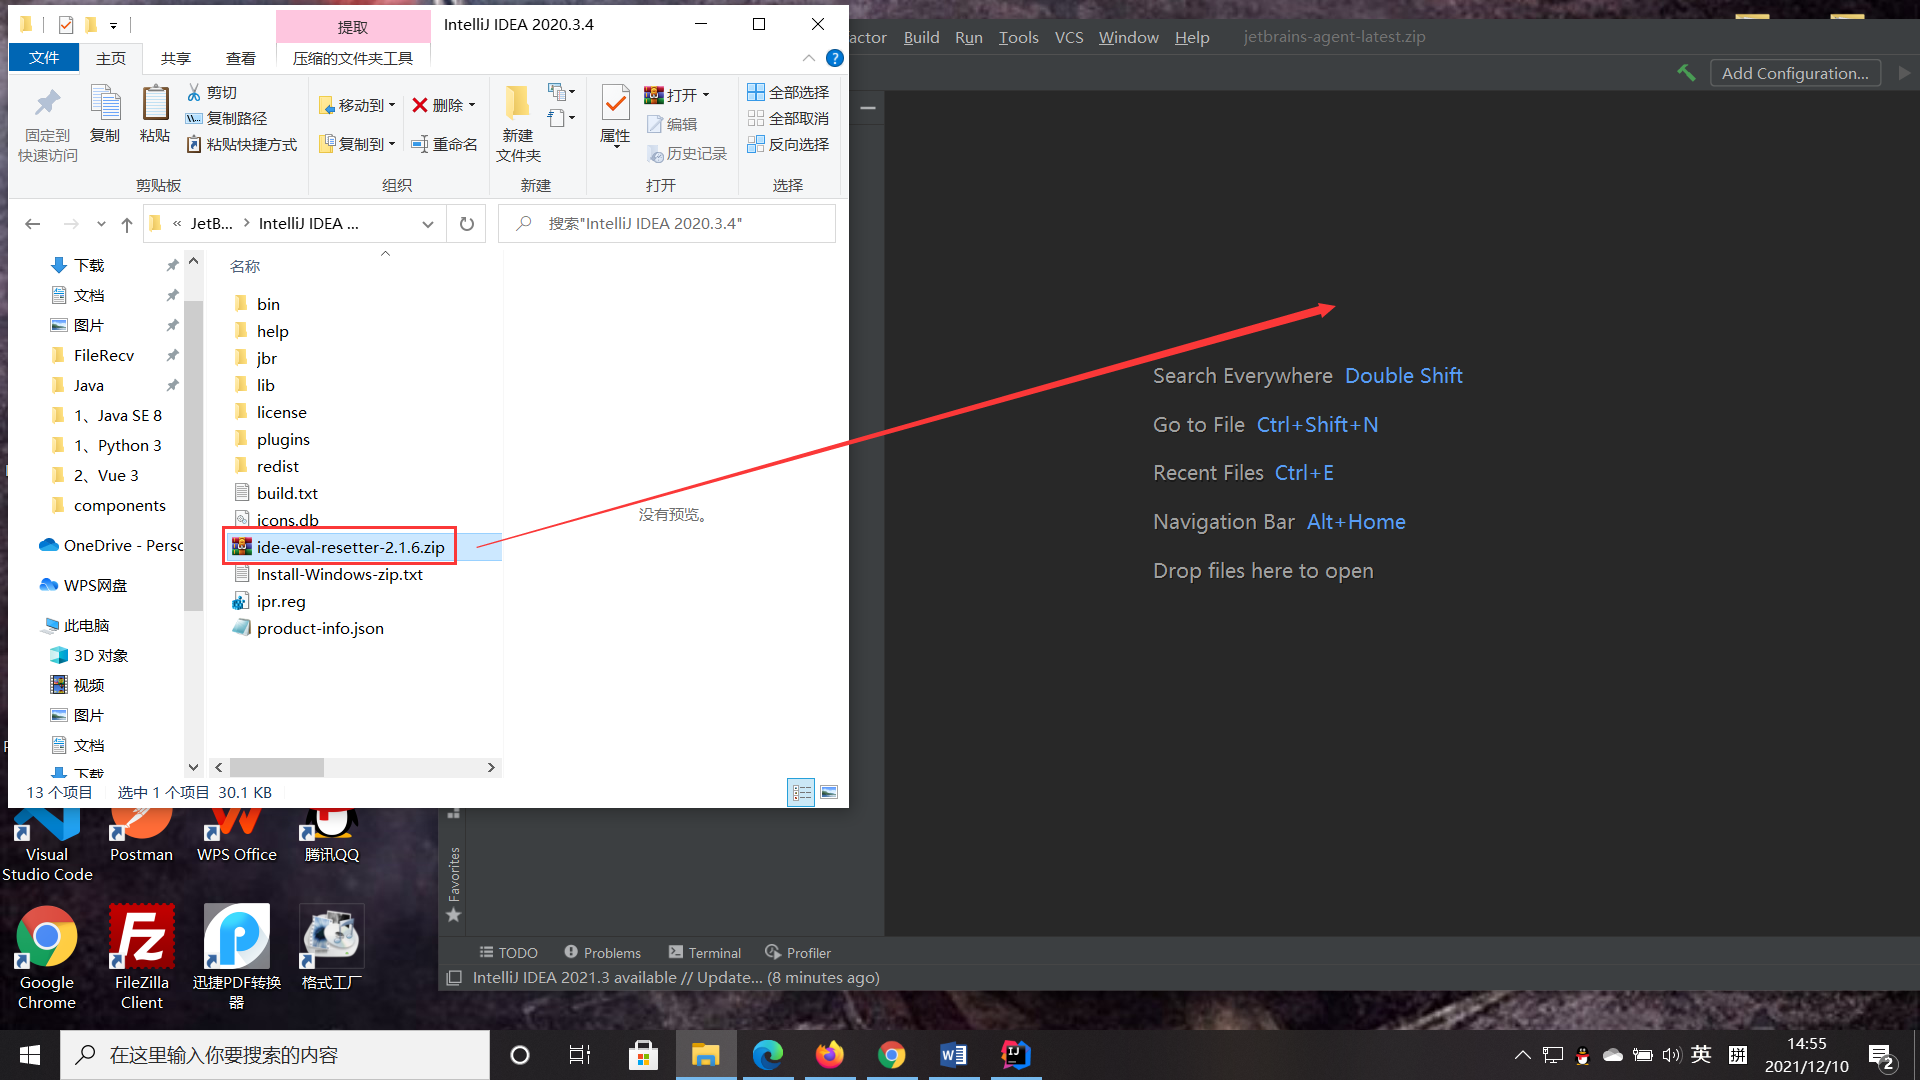 提取
IntelliJ IDEA 2020.3.4
文件
主页
共享
查看
压缩的文件夹工具
固定到
快速访问
复制
粘贴
剪切
复制路径
粘贴快捷方式
剪贴板
移动到
复制到
删除
重命名
组织
新建
文件夹
新建
属性
打开
编辑
历史记录
打开
全部选择
全部取消
反向选择
选择
« JetB... > IntelliJ IDEA ...
搜索"IntelliJ IDEA 2020.3.4"
下载
文档
图片
FileRecv
Java
1、Java SE 8
1、Python 3
2、Vue 3
components
OneDrive - Persc
WPS网盘
此电脑
3D 对象
视频
图片
文档
下载
名称
bin
help
jbr
lib
license
plugins
redist
build.txt
icons.db
ide-eval-resetter-2.1.6.zip
Install-Windows-zip.txt
ipr.reg
product-info.json
没有预览。
13 个项目
选中 1 个项目 30.1 KB
actor
Build
Run
Tools
VCS
Window
Help
jetbrains-agent-latest.zip
Add Configuration...
Search Everywhere Double Shift
Go to File Ctrl+Shift+N
Recent Files Ctrl+E
Navigation Bar Alt+Home
Drop files here to open
Favorites
TODO
Problems
Terminal
Profiler
IntelliJ IDEA 2021.3 available // Update... (8 minutes ago)
Visual
Studio Code
Postman
WPS Office
腾讯QQ
Google
Chrome
FileZilla
Client
迅捷PDF转换
器
格式工厂
在这里输入你要搜索的内容
英
拼
14:55
2021/12/10
2